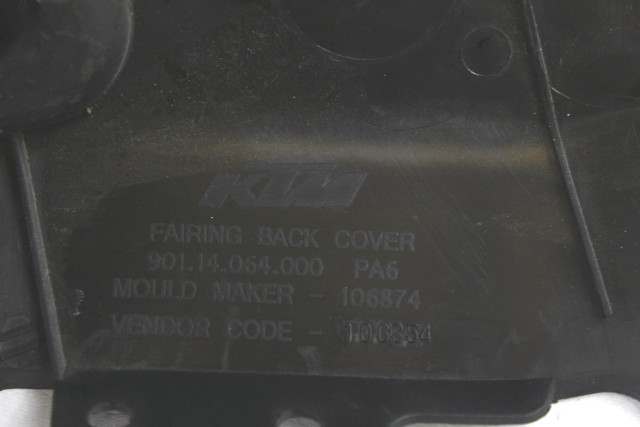 KTM
FAIRING BACK COVER
901.14.064.000 PA6
MOULD MAKER - 106874
VENDOR CODE -